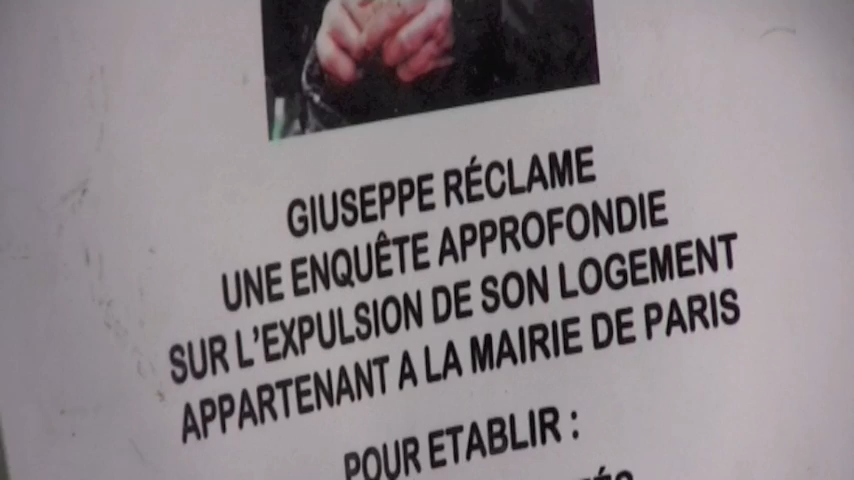 GIUSEPPE RÉCLAME
UNE ENQUÊTE APPROFONDIE
SUR L'EXPULSION DE SON LOGEMENT
APPARTENANT A LA MAIRIE DE PARIS
POUR ETABLIR :